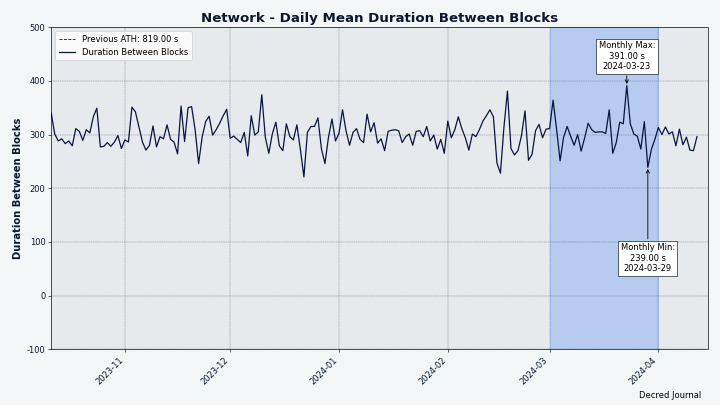 Network - Daily Mean Duration Between Blocks
Previous ATH: 819.00 s
Duration Between Blocks
Monthly Max:
391.00 s
2024-03-23
Monthly Min:
239.00 s
2024-03-29
Duration Between Blocks
500
400
300
200
100
0
-100
2023-11
2023-12
2024-01
2024-02
2024-03
2024-04
Decred Journal